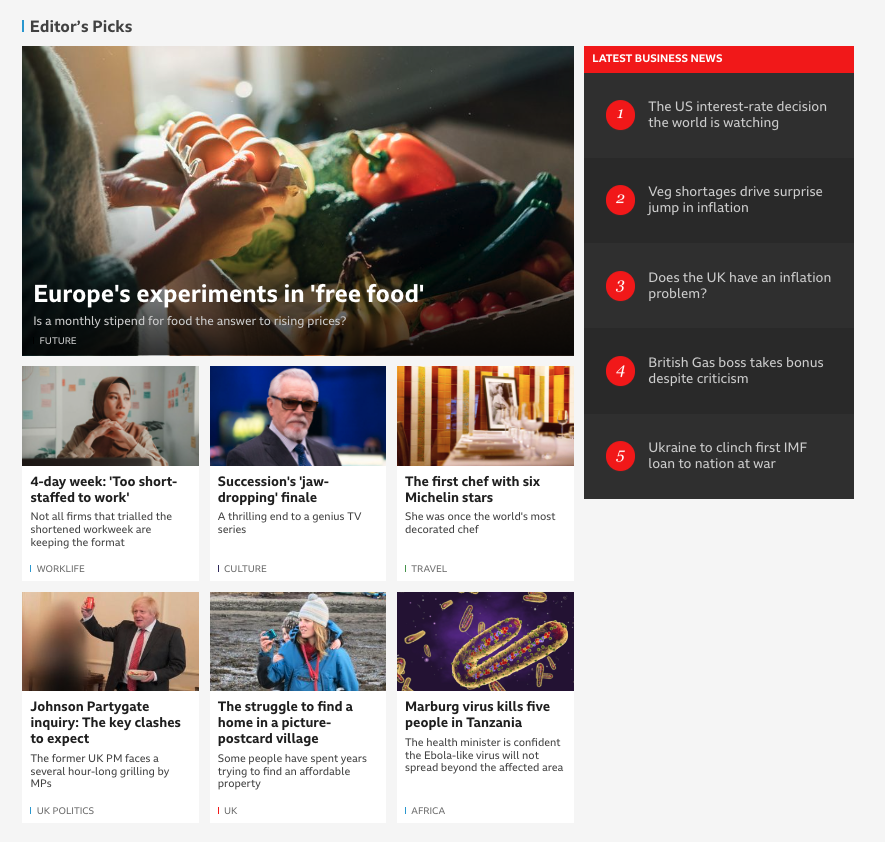 Editor's Picks
Europe's experiments in 'free food'
Is a monthly stipend for food the answer to rising prices?
FUTURE
4-day week: 'Too short-
staffed to work'
Not all firms that trialled the
shortened workweek are
keeping the format
WORKLIFE
Succession's 'jaw-
dropping' finale
A thrilling end to a genius TV
series
CULTURE
The first chef with six
Michelin stars
She was once the world's most
decorated chef
TRAVEL
Johnson Partygate
inquiry: The key clashes
to expect
The former UK PM faces a
several hour-long grilling by
MPs
UK POLITICS
The struggle to find a
home in a picture-
postcard village
Some people have spent years
trying to find an affordable
property
UK
Marburg virus kills five
people in Tanzania
The health minister is confident
the Ebola-like virus will not
spread beyond the affected area
AFRICA
LATEST BUSINESS NEWS
1
The US interest-rate decision
the world is watching
2
Veg shortages drive surprise
jump in inflation
3
Does the UK have an inflation
problem?
4
British Gas boss takes bonus
despite criticism
5
Ukraine to clinch first IMF
loan to nation at war